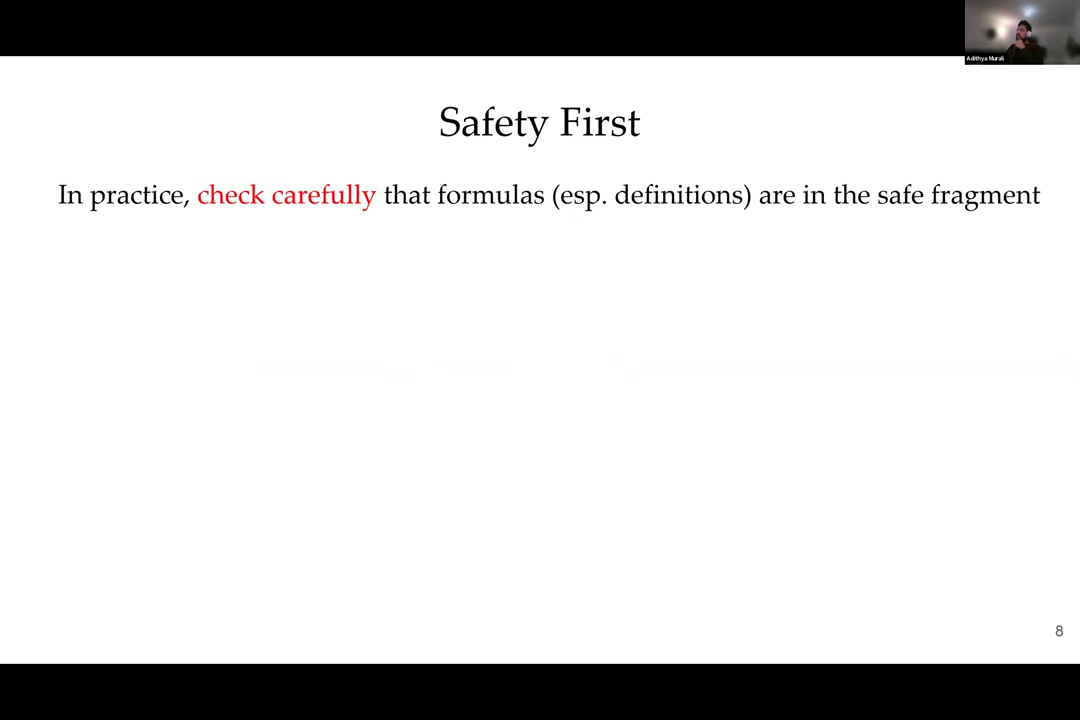 Adithya Murali
Safety First
In practice, check carefully that formulas (esp. definitions) are in the safe fragment
8